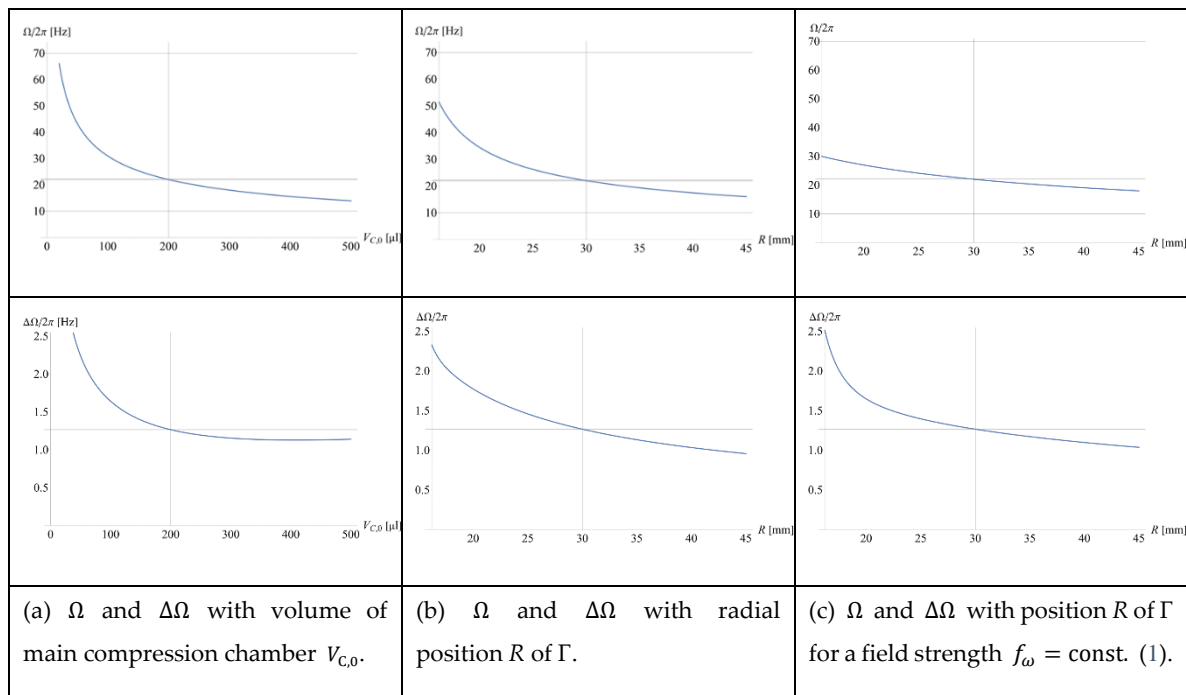 Ω/2π [Hz]
70
60
50
40
30
20
10
0 100 200 300 400 500
V_C,0 [μl]
Ω/2π [Hz]
70
60
50
40
30
20
10
20 25 30 35 40 45
R [mm]
Ω/2π
70
60
50
40
30
20
10
20 25 30 35 40 45
R [mm]
ΔΩ/2π [Hz]
2.5
2.0
1.5
1.0
0.5
0 100 200 300 400 500
V_C,0 [μl]
ΔΩ/2π
2.5
2.0
1.5
1.0
0.5
20 25 30 35 40 45
R [mm]
ΔΩ/2π
2.5
2.0
1.5
1.0
0.5
20 25 30 35 40 45
R [mm]
(a) Ω and ΔΩ with volume of
main compression chamber V_C,0.
(b) Ω and ΔΩ with radial
position R of Γ.
(c) Ω and ΔΩ with position R of Γ
for a field strength f_ω = const. (1).